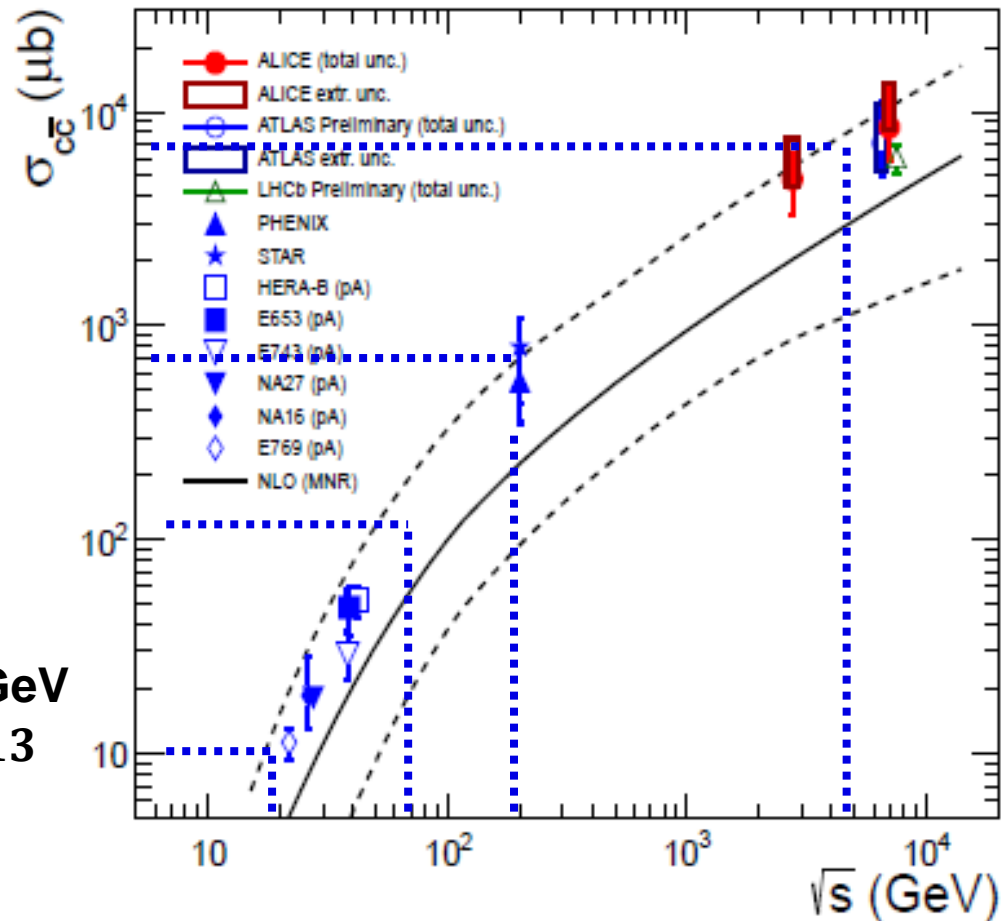 σcc̅ (μb)
ALICE (total unc.)
ALICE extr. unc.
ATLAS Preliminary (total unc.)
ATLAS extr. unc.
LHCb Preliminary (total unc.)
PHENIX
STAR
HERA-B (pA)
E653 (pA)
E743 (pA)
NA27 (pA)
NA16 (pA)
E769 (pA)
NLO (MNR)
10⁴
10³
10²
10
GeV
13
10 10² 10³ 10⁴
√s (GeV)